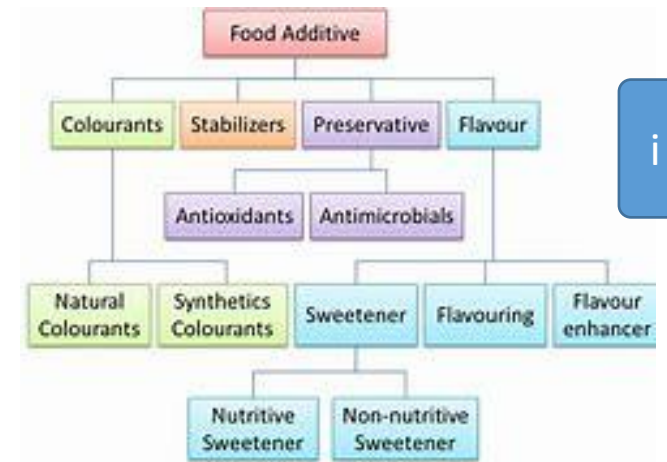 Food Additive
Colourants Stabilizers Preservative Flavour
i
Antioxidants Antimicrobials
Natural Colourants
Synthetics Colourants
Sweetener
Flavouring
Flavour enhancer
Nutritive Sweetener
Non-nutritive Sweetener